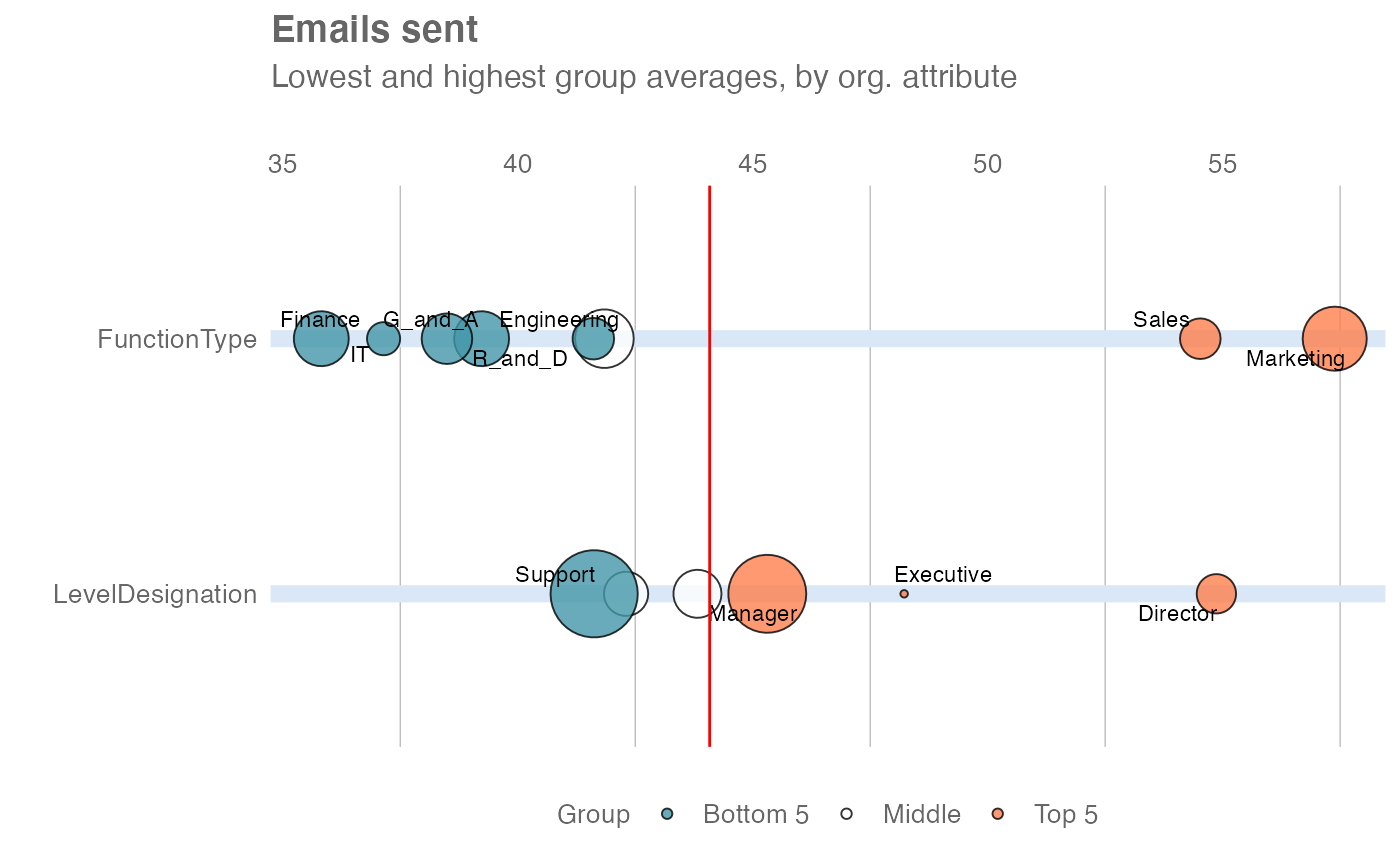 Emails sent
Lowest and highest group averages, by org. attribute
35 40 45 50 55
Finance G_and_A Engineering Sales
FunctionType
IT R_and_D Marketing
Support Executive
LevelDesignation
Manager Director
Group Bottom 5 Middle Top 5